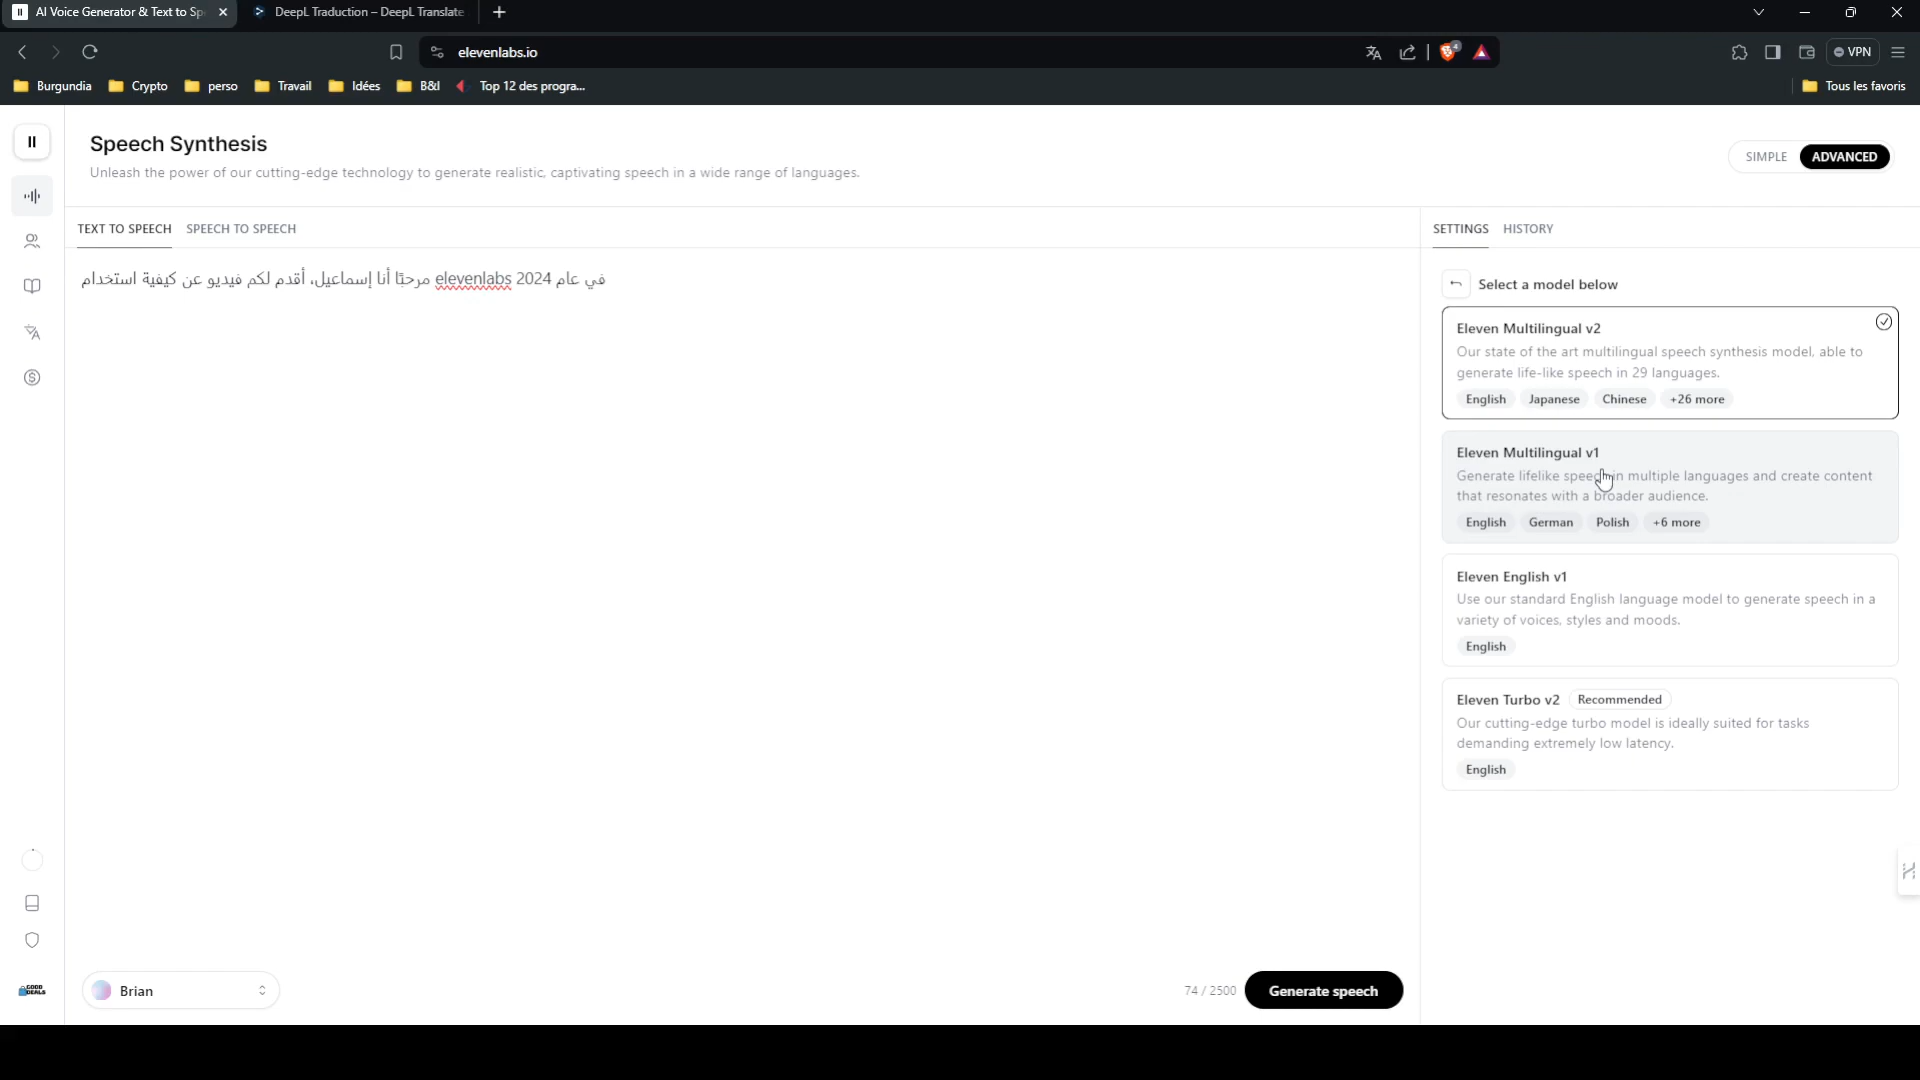 AI Voice Generator & Text to Sp
DeepL Traduction – DeepL Translate
elevenlabs.io
4
VPN
Burgundia
Crypto
perso
Travail
Idées
B&I
Top 12 des progra...
Tous les favoris
Speech Synthesis
Unleash the power of our cutting-edge technology to generate realistic, captivating speech in a wide range of languages.
SIMPLE
ADVANCED
TEXT TO SPEECH
SPEECH TO SPEECH
SETTINGS
HISTORY
مرحبًا أنا إسماعيل، أقدم لكم فيديو عن كيفية استخدام elevenlabs في عام 2024
Select a model below
Eleven Multilingual v2
Our state of the art multilingual speech synthesis model, able to
generate life-like speech in 29 languages.
English Japanese Chinese +26 more
Eleven Multilingual v1
Generate lifelike speech in multiple languages and create content
that resonates with a broader audience.
English German Polish +6 more
Eleven English v1
Use our standard English language model to generate speech in a
variety of voices, styles and moods.
English
Eleven Turbo v2 Recommended
Our cutting-edge turbo model is ideally suited for tasks
demanding extremely low latency.
English
GOOD
DEALS
Brian
74 / 2500
Generate speech